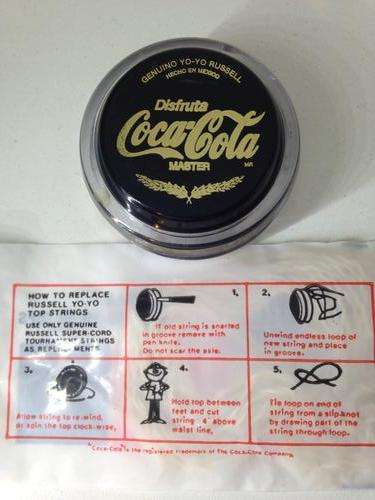 GENUINO YO-YO RUSSELL
HECHO EN MEXICO
Disfruta
Coca-Cola
MASTER
MR
HOW TO REPLACE
RUSSELL YO-YO
TOP STRINGS
USE ONLY GENUINE
RUSSELL SUPER-CORD
TOURNAMENT STRINGS
AS REPLACEMENTS
1,
If old string is snarled
in groove remove with
pen knife.
Do not scar the axle.
2,
Unwind endless loop of
new string and place
in groove.
3,
Allow string to re-wind,
or spin the top clock-wise,
4.
Hold top between
feet and cut
string 4" above
waist line,
5,
Tie loop on end of
string from a slip-knot
by drawing part of the
string through loop.
"Coca-Cola" is the registered trademark of The Coca-Cola Company